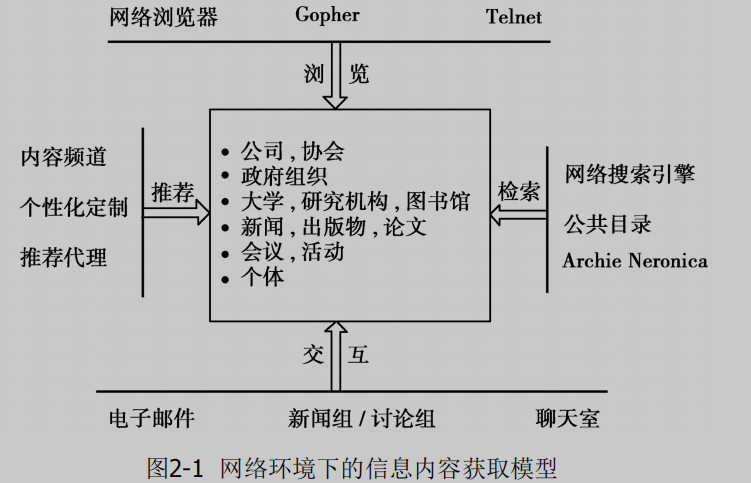 网络浏览器 Gopher Telnet
浏 览
内容频道
个性化定制
推荐代理
推荐
• 公司,协会
• 政府组织
• 大学,研究机构,图书馆
• 新闻,出版物,论文
• 会议,活动
• 个体
检索
网络搜索引擎
公共目录
Archie Neronica
交 互
电子邮件 新闻组/讨论组 聊天室
图2-1 网络环境下的信息内容获取模型